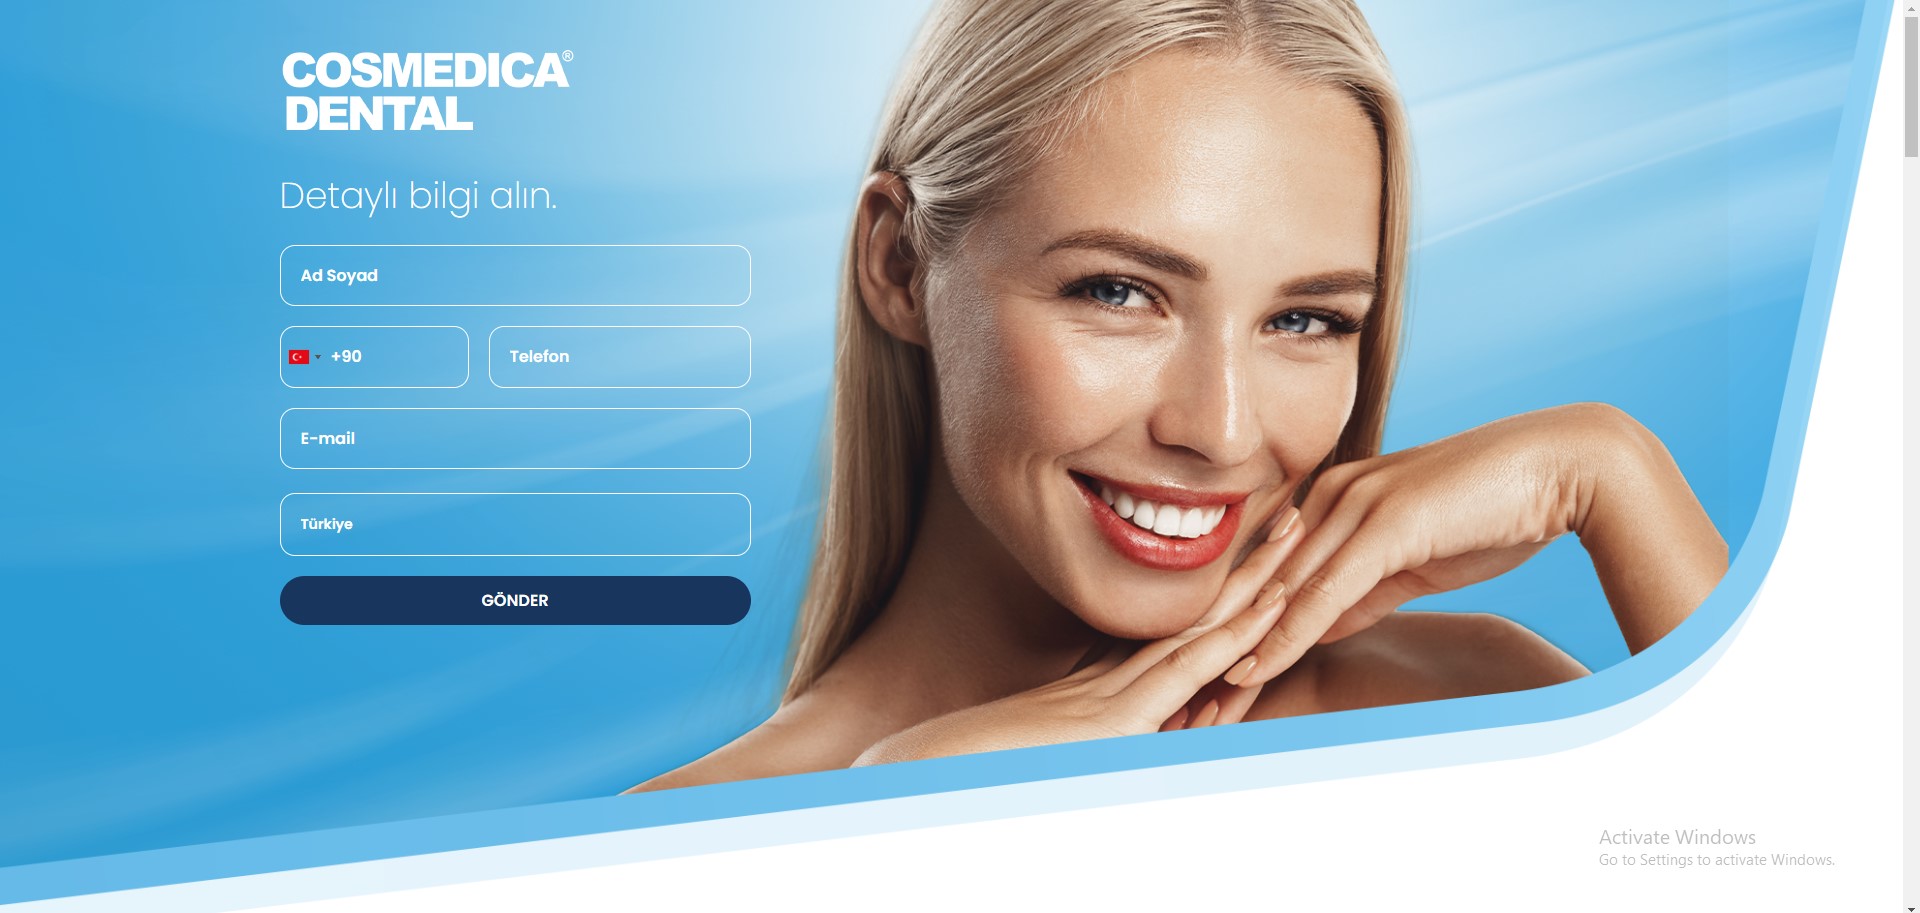 COSMEDICA®
DENTAL
Detaylı bilgi alın.
Ad Soyad
+90
Telefon
E-mail
Türkiye
GÖNDER
Activate Windows
Go to Settings to activate Windows.